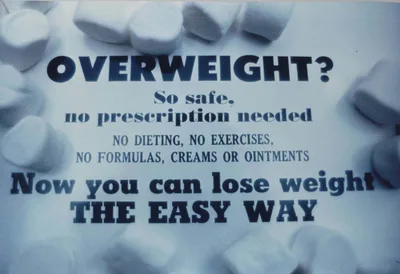 OVERWEIGHT?
So safe,
no prescription needed
NO DIETING, NO EXERCISES,
NO FORMULAS, CREAMS OR OINTMENTS
Now you can lose weight
THE EASY WAY